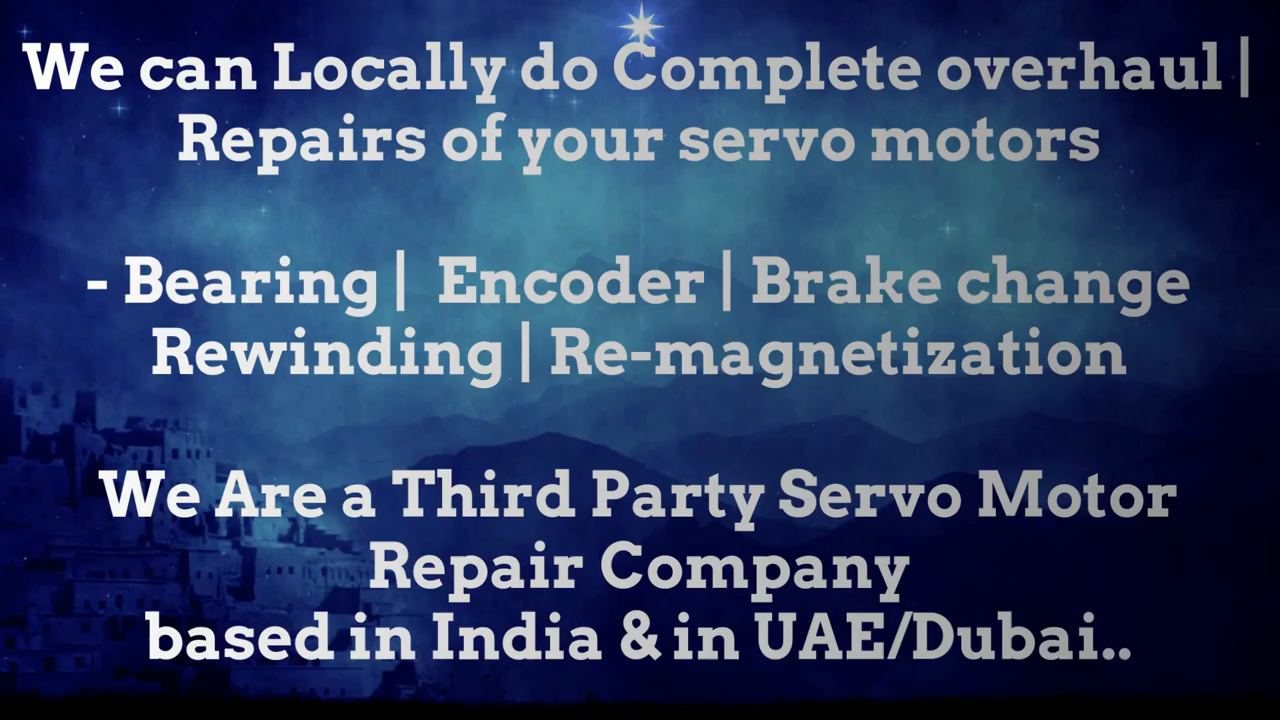 We can Locally do Complete overhaul |
Repairs of your servo motors
- Bearing | Encoder | Brake change
Rewinding | Re-magnetization
We Are a Third Party Servo Motor
Repair Company
based in India & in UAE/Dubai..